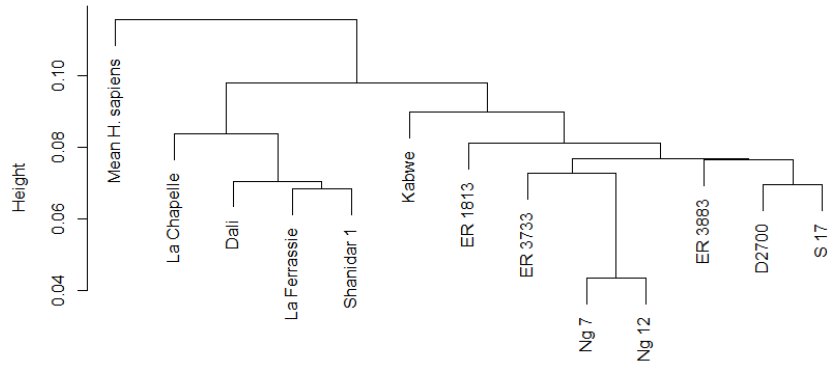 Height
0.10
0.08
0.06
0.04
Mean H. sapiens
La Chapelle
Dali
La Ferrassie
Shanidar 1
Kabwe
ER 1813
ER 3733
Ng 7
Ng 12
ER 3883
D2700
S 17